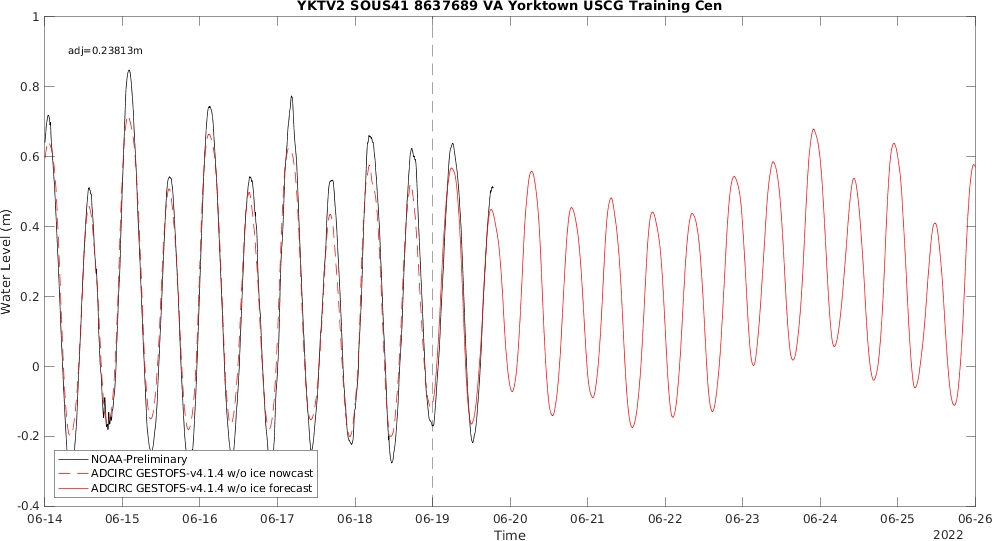 YKTV2 SOUS41 8637689 VA Yorktown USCG Training Cen
adj=0.23813m
1
0.8
0.6
0.4
0.2
0
-0.2
-0.4
Water Level (m)
NOAA-Preliminary
ADCIRC GESTOFS-v4.1.4 w/o ice nowcast
ADCIRC GESTOFS-v4.1.4 w/o ice forecast
06-14 06-15 06-16 06-17 06-18 06-19 06-20 06-21 06-22 06-23 06-24 06-25 06-26
Time
2022